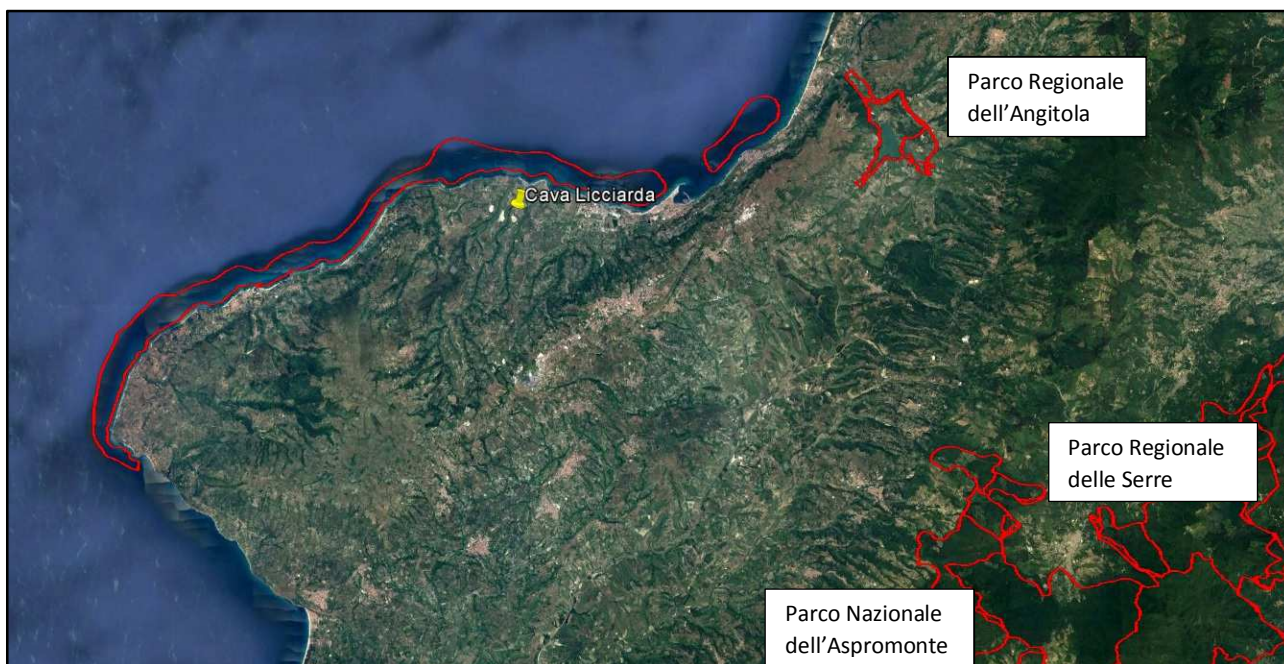 Parco Regionale
dell’Angitola
Cava Licciarda
Parco Regionale
delle Serre
Parco Nazionale
dell’Aspromonte